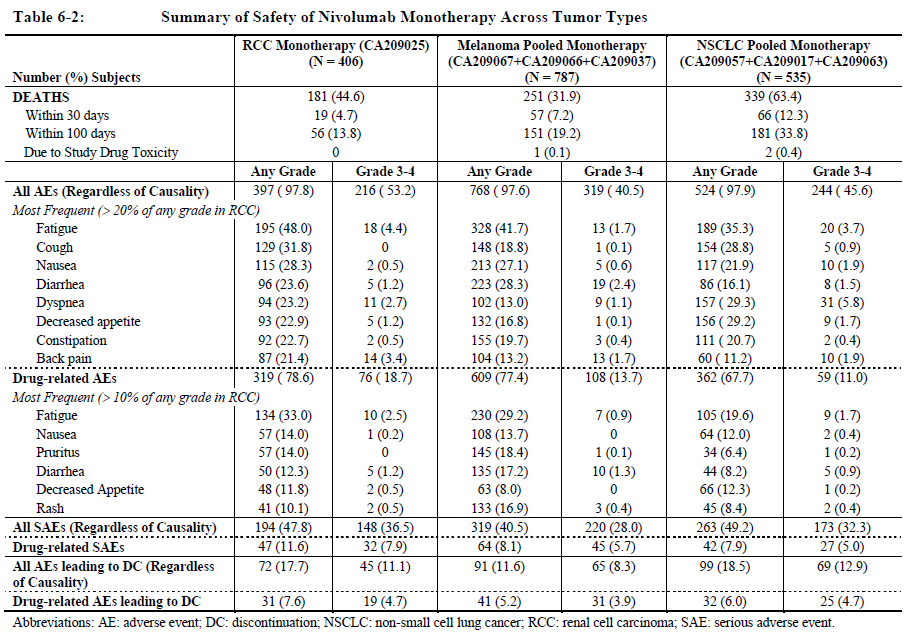 Table 6-2: Summary of Safety of Nivolumab Monotherapy Across Tumor Types
Number (%) Subjects RCC Monotherapy (CA209025) (N = 406) Melanoma Pooled Monotherapy (CA209067+CA209066+CA209037) (N = 787) NSCLC Pooled Monotherapy (CA209057+CA209017+CA209063) (N = 535)
DEATHS 181 (44.6) 251 (31.9) 339 (63.4)
Within 30 days 19 (4.7) 57 (7.2) 66 (12.3)
Within 100 days 56 (13.8) 151 (19.2) 181 (33.8)
Due to Study Drug Toxicity 0 1 (0.1) 2 (0.4)
Any Grade Grade 3-4 Any Grade Grade 3-4 Any Grade Grade 3-4
All AEs (Regardless of Causality) 397 ( 97.8) 216 ( 53.2) 768 ( 97.6) 319 ( 40.5) 524 ( 97.9) 244 ( 45.6)
Most Frequent (> 20% of any grade in RCC)
Fatigue 195 (48.0) 18 (4.4) 328 (41.7) 13 (1.7) 189 (35.3) 20 (3.7)
Cough 129 (31.8) 0 148 (18.8) 1 (0.1) 154 (28.8) 5 (0.9)
Nausea 115 (28.3) 2 (0.5) 213 (27.1) 5 (0.6) 117 (21.9) 10 (1.9)
Diarrhea 96 (23.6) 5 (1.2) 223 (28.3) 19 (2.4) 86 (16.1) 8 (1.5)
Dyspnea 94 (23.2) 11 (2.7) 102 (13.0) 9 (1.1) 157 ( 29.3) 31 (5.8)
Decreased appetite 93 (22.9) 5 (1.2) 132 (16.8) 1 (0.1) 156 ( 29.2) 9 (1.7)
Constipation 92 (22.7) 2 (0.5) 155 (19.7) 3 (0.4) 111 ( 20.7) 2 (0.4)
Back pain 87 (21.4) 14 (3.4) 104 (13.2) 13 (1.7) 60 ( 11.2) 10 (1.9)
Drug-related AEs 319 ( 78.6) 76 ( 18.7) 609 (77.4) 108 (13.7) 362 (67.7) 59 (11.0)
Most Frequent (> 10% of any grade in RCC)
Fatigue 134 (33.0) 10 (2.5) 230 (29.2) 7 (0.9) 105 (19.6) 9 (1.7)
Nausea 57 (14.0) 1 (0.2) 108 (13.7) 0 64 (12.0) 2 (0.4)
Pruritus 57 (14.0) 0 145 (18.4) 1 (0.1) 34 (6.4) 1 (0.2)
Diarrhea 50 (12.3) 5 (1.2) 135 (17.2) 10 (1.3) 44 (8.2) 5 (0.9)
Decreased Appetite 48 (11.8) 2 (0.5) 63 (8.0) 0 66 (12.3) 1 (0.2)
Rash 41 (10.1) 2 (0.5) 133 (16.9) 3 (0.4) 45 (8.4) 2 (0.4)
All SAEs (Regardless of Causality) 194 (47.8) 148 (36.5) 319 (40.5) 220 (28.0) 263 (49.2) 173 (32.3)
Drug-related SAEs 47 (11.6) 32 (7.9) 64 (8.1) 45 (5.7) 42 (7.9) 27 (5.0)
All AEs leading to DC (Regardless of Causality) 72 (17.7) 45 (11.1) 91 (11.6) 65 (8.3) 99 (18.5) 69 (12.9)
Drug-related AEs leading to DC 31 (7.6) 19 (4.7) 41 (5.2) 31 (3.9) 32 (6.0) 25 (4.7)
Abbreviations: AE: adverse event; DC: discontinuation; NSCLC: non-small cell lung cancer; RCC: renal cell carcinoma; SAE: serious adverse event.